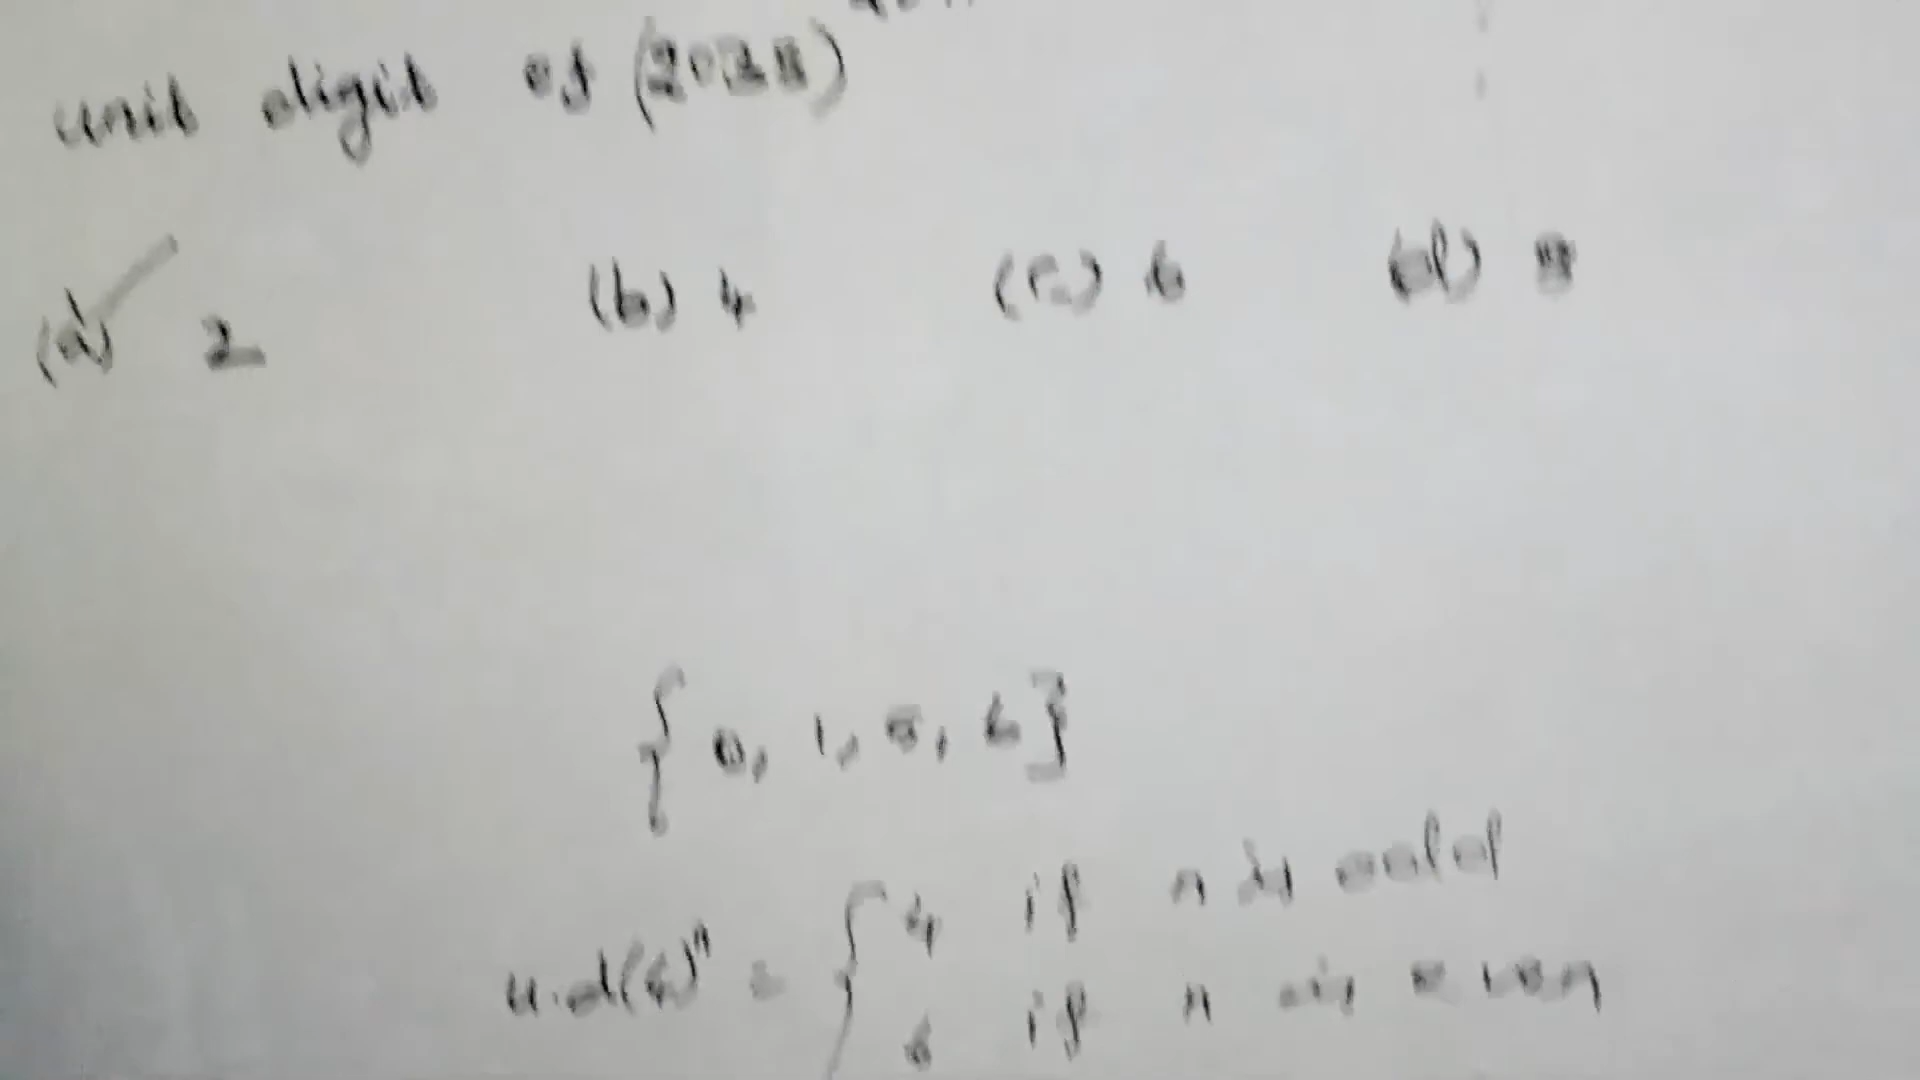 unit digit of (2028)
(a) 2 (b) 4 (c) 6 (d) 8
{ 0, 1, 5, 6 }
u.d(4)ⁿ = { 4 if n is odd
6 if n is even